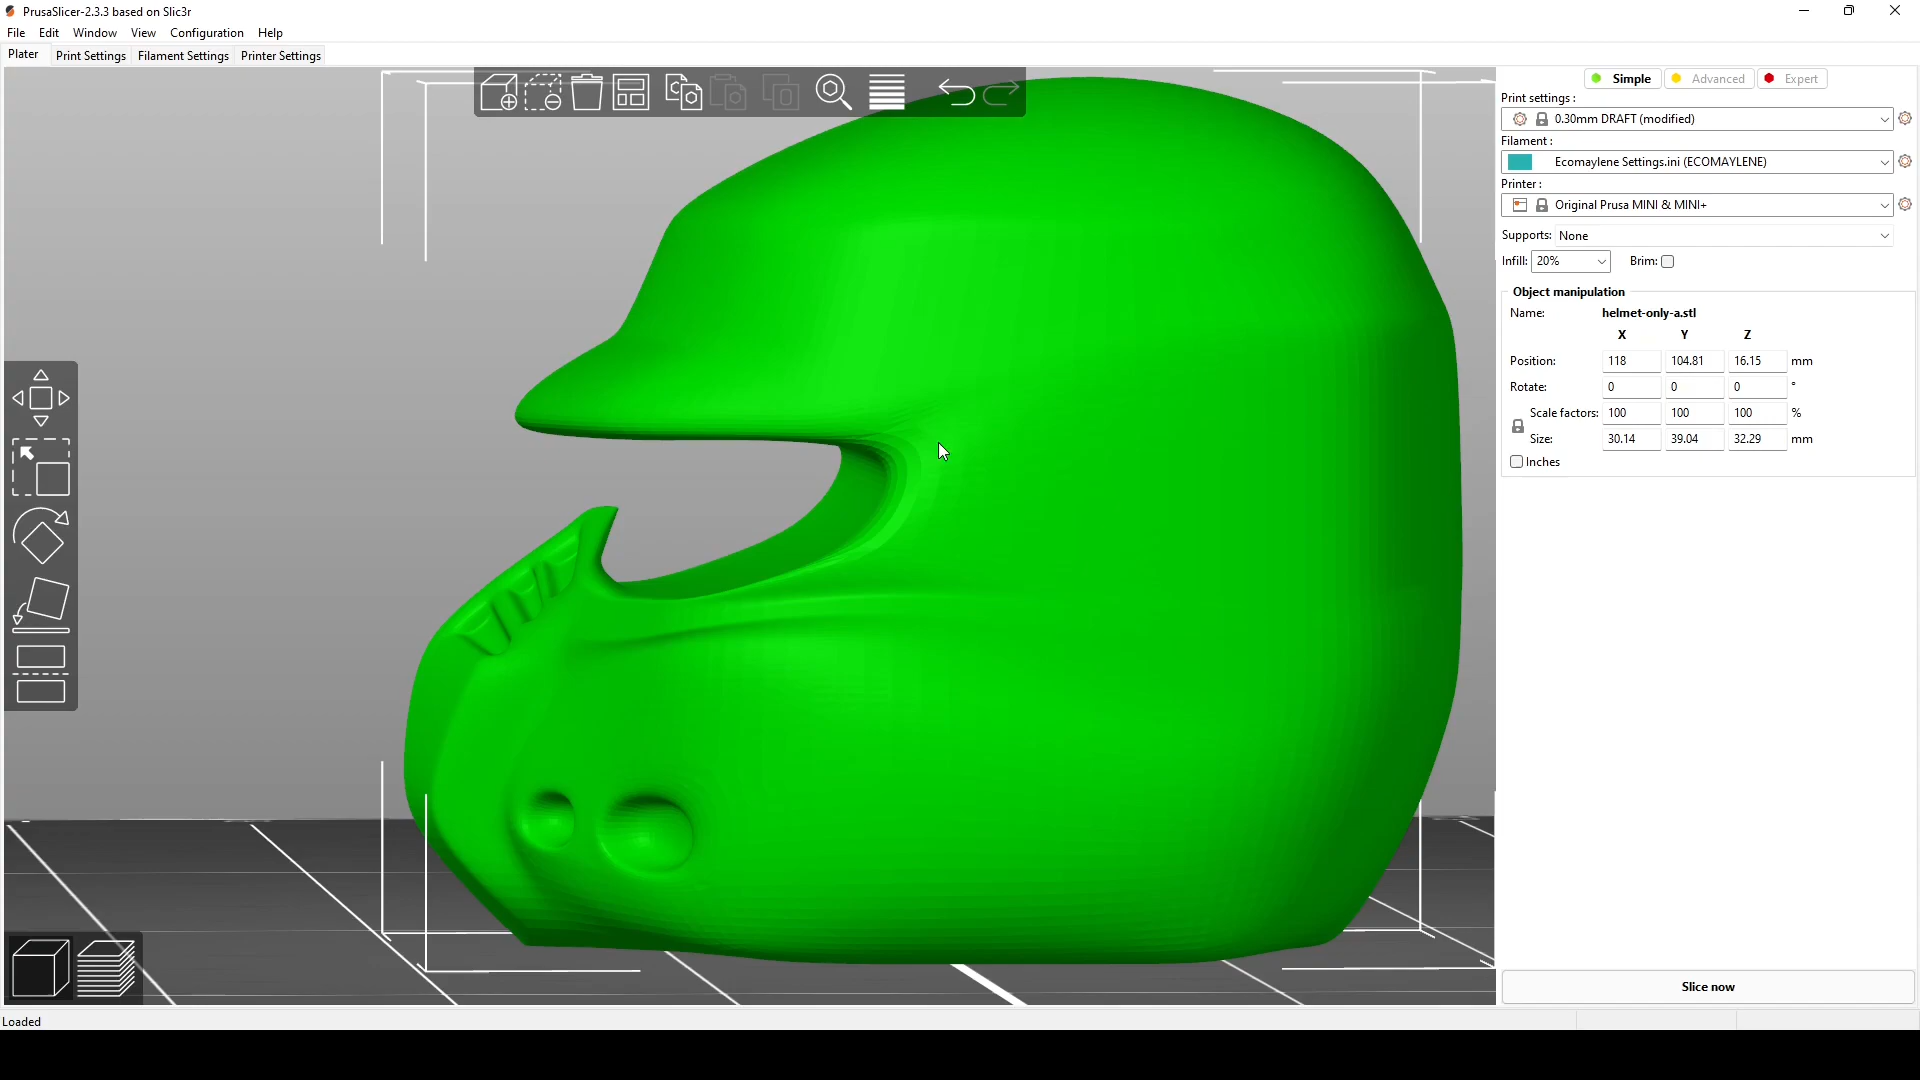 PrusaSlicer-2.3.3 based on Slic3r
File Edit Window View Configuration Help
Plater Print Settings Filament Settings Printer Settings
Simple Advanced Expert
Print settings :
0.30mm DRAFT (modified)
Filament :
Ecomaylene Settings.ini (ECOMAYLENE)
Printer :
Original Prusa MINI & MINI+
Supports: None
Infill: 20% Brim:
Object manipulation
Name: helmet-only-a.stl
X Y Z
Position: 118 104.81 16.15 mm
Rotate: 0 0 0 °
Scale factors: 100 100 100 %
Size: 30.14 39.04 32.29 mm
Inches
Slice now
Loaded